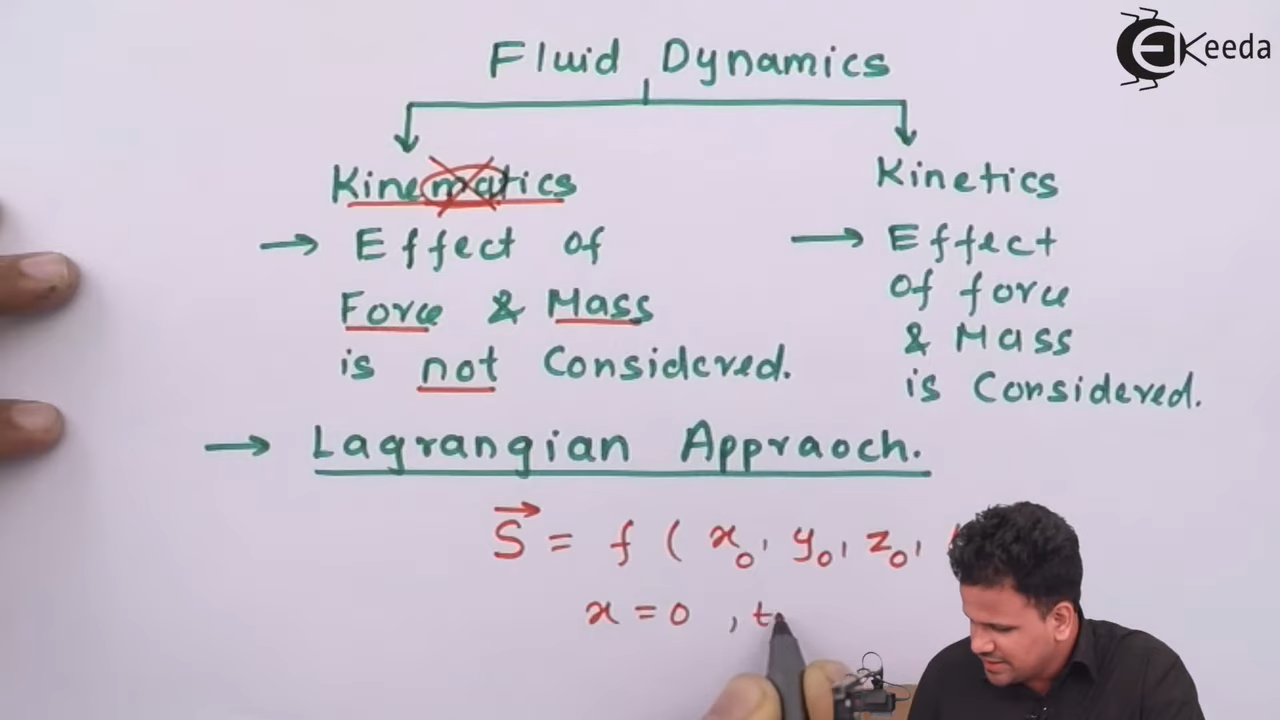 Fluid Dynamics
Ekeeda
Kinematics
Kinetics
→ Effect of
Force & Mass
is not Considered.
→ Effect
of force
& Mass
is Considered.
→ Lagrangian Appraoch.
S = f ( x₀, y₀, z₀,
x = 0 , t